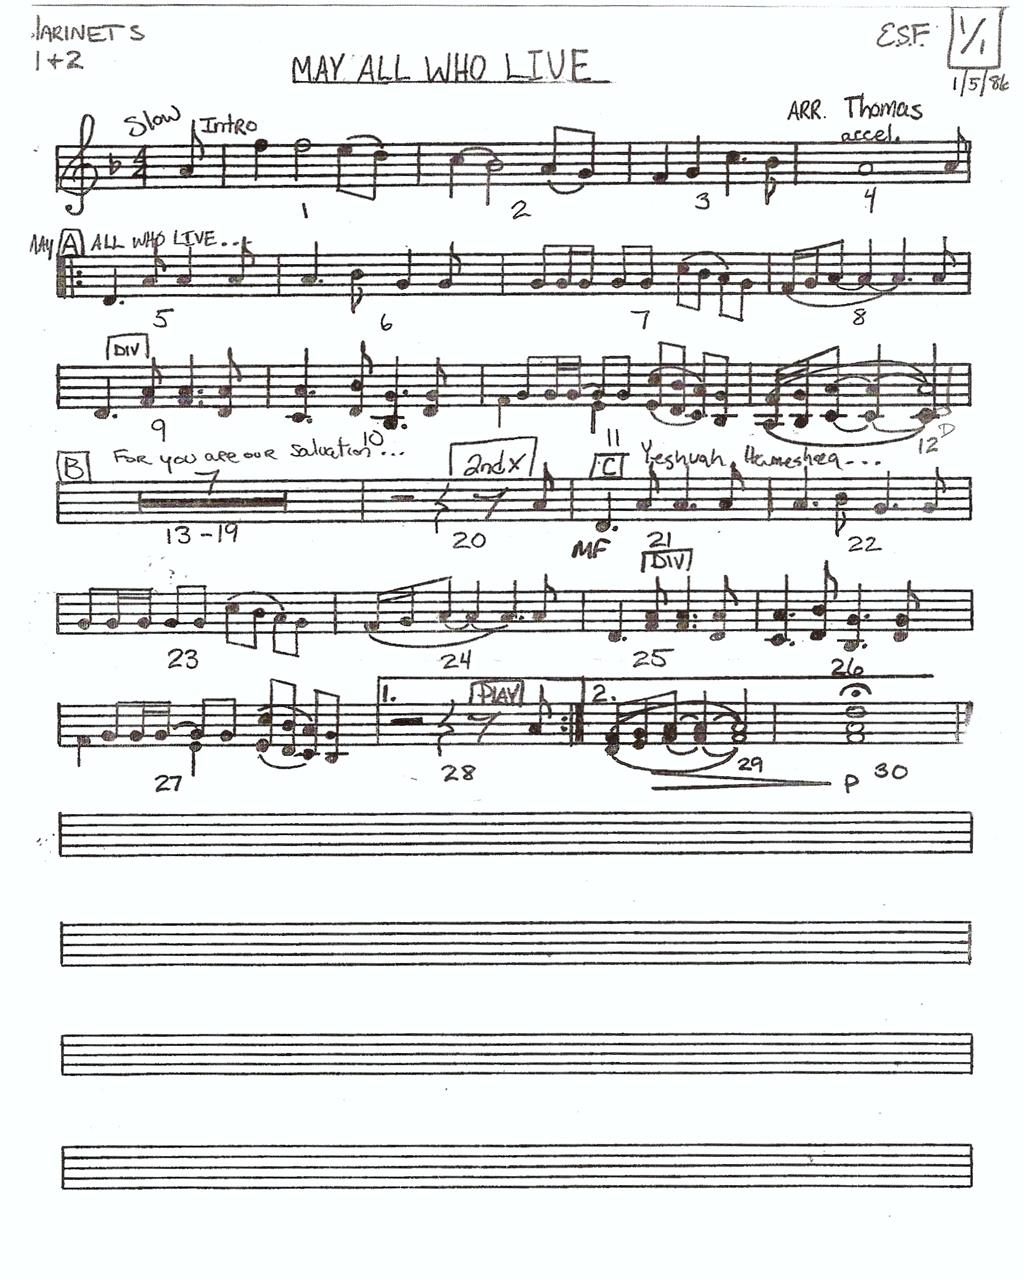 LARINETS E.S.F. 1/1
1+2 1/5/86
MAY ALL WHO LIVE
ARR. Thomas
Slow Intro accel.
4
4
1 2 3 4
MAY A ALL WHO LIVE...
5 6 7 8
DIV
9 10 11 12 D
B For you are our Salvation... 2nd X C Yeshuah Hameshea...
7
13-19 20 MF 21 22
DIV
23 24 25 26
1. PLAY 2.
27 28 29 30
P